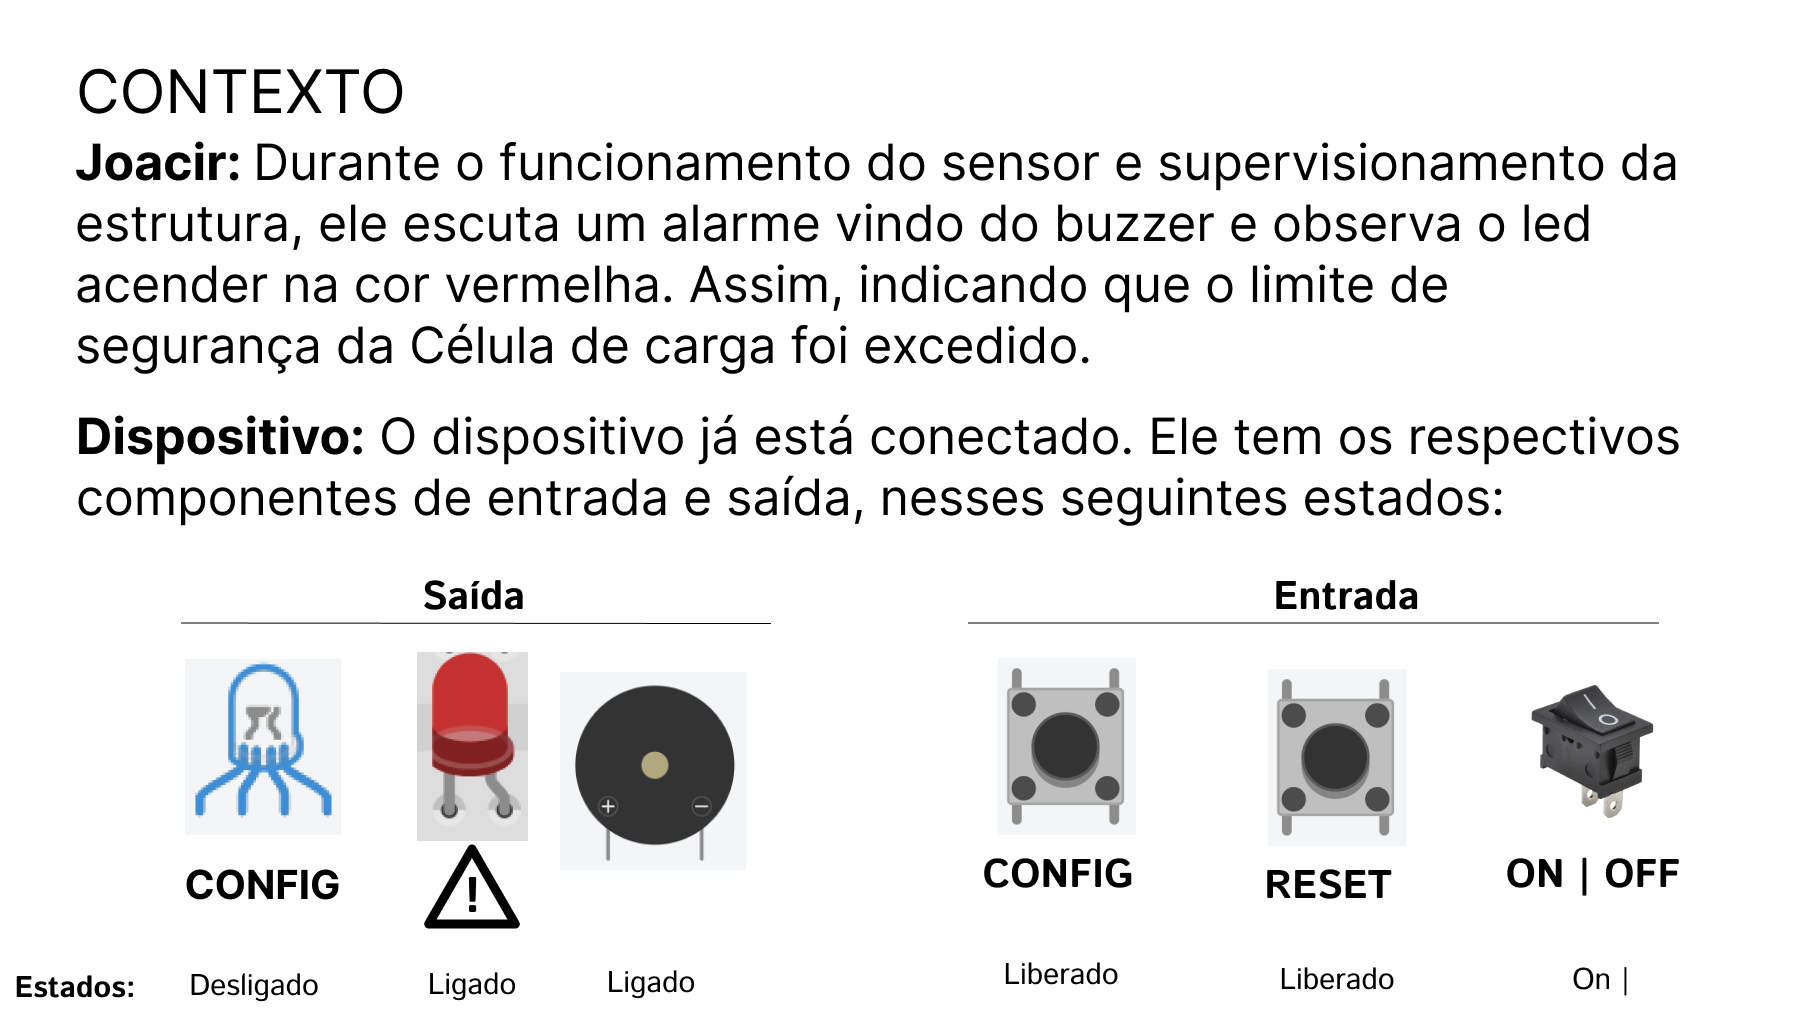 CONTEXTO
Joacir: Durante o funcionamento do sensor e supervisionamento da
estrutura, ele escuta um alarme vindo do buzzer e observa o led
acender na cor vermelha. Assim, indicando que o limite de
segurança da Célula de carga foi excedido.
Dispositivo: O dispositivo já está conectado. Ele tem os respectivos
componentes de entrada e saída, nesses seguintes estados:
Saída
Entrada
+ −
!
CONFIG
CONFIG
RESET
ON | OFF
Estados: Desligado Ligado Ligado Liberado Liberado On |